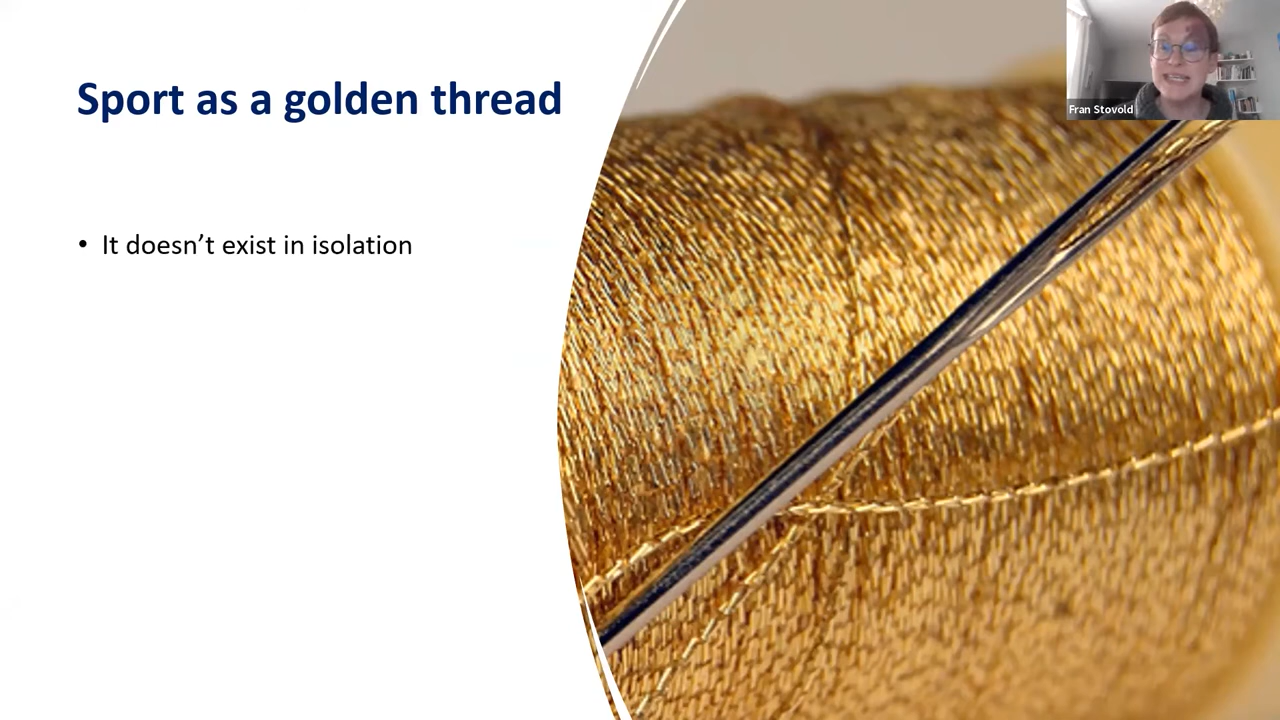 Sport as a golden thread
• It doesn’t exist in isolation
Fran Stovold